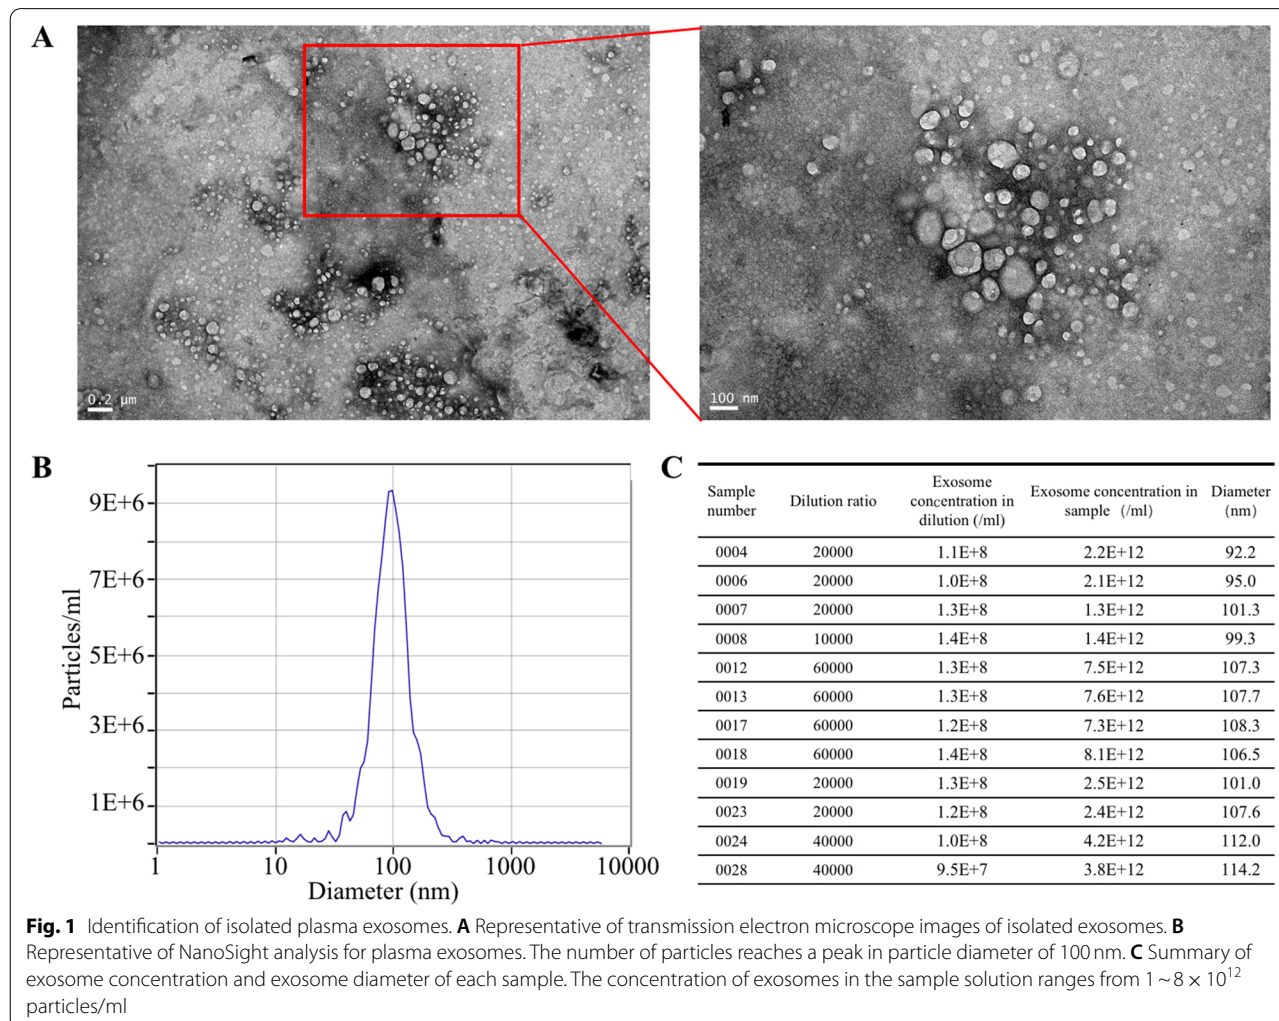 A
0.2 µm
100 nm
B
9E+6
7E+6
5E+6
3E+6
1E+6
Particles/ml
1 10 100 1000 10000
Diameter (nm)
C
Sample number Dilution ratio Exosome concentration in dilution (/ml) Exosome concentration in sample (/ml) Diameter (nm)
0004 20000 1.1E+8 2.2E+12 92.2
0006 20000 1.0E+8 2.1E+12 95.0
0007 20000 1.3E+8 1.3E+12 101.3
0008 10000 1.4E+8 1.4E+12 99.3
0012 60000 1.3E+8 7.5E+12 107.3
0013 60000 1.3E+8 7.6E+12 107.7
0017 60000 1.2E+8 7.3E+12 108.3
0018 60000 1.4E+8 8.1E+12 106.5
0019 20000 1.3E+8 2.5E+12 101.0
0023 20000 1.2E+8 2.4E+12 107.6
0024 40000 1.0E+8 4.2E+12 112.0
0028 40000 9.5E+7 3.8E+12 114.2
Fig. 1 Identification of isolated plasma exosomes. A Representative of transmission electron microscope images of isolated exosomes. B
Representative of NanoSight analysis for plasma exosomes. The number of particles reaches a peak in particle diameter of 100 nm. C Summary of
exosome concentration and exosome diameter of each sample. The concentration of exosomes in the sample solution ranges from 1 ~ 8 × 10¹²
particles/ml